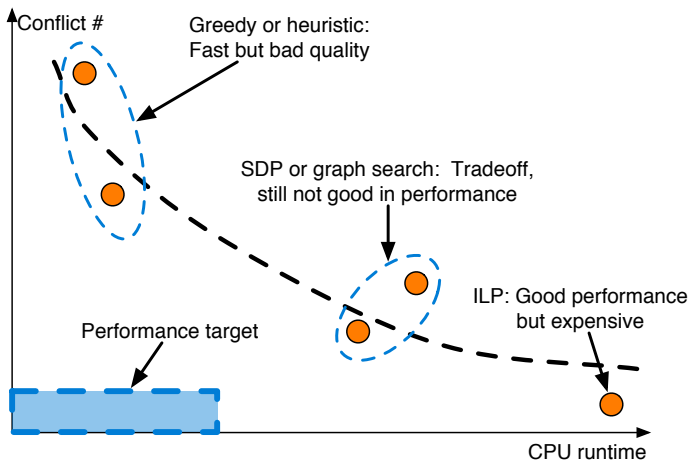 Conflict #
Greedy or heuristic:
Fast but bad quality
SDP or graph search: Tradeoff,
still not good in performance
ILP: Good performance
but expensive
Performance target
CPU runtime